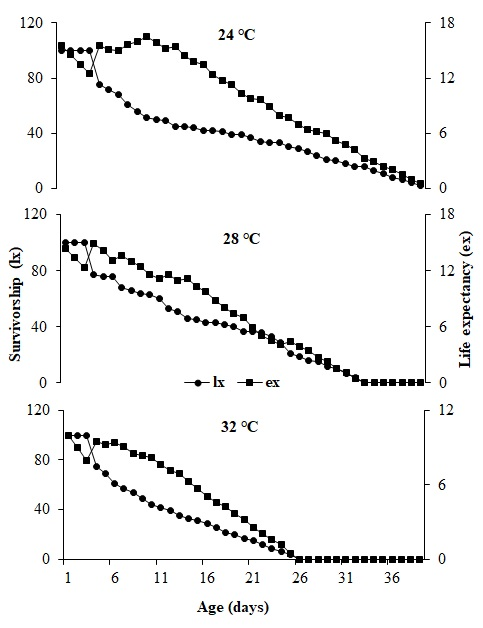 120
80
40
0
24 °C
18
12
6
0
120
80
40
0
28 °C
18
12
6
0
lx
ex
Survivorship (lx)
Life expectancy (ex)
120
80
40
0
32 °C
12
6
0
1 6 11 16 21 26 31 36
Age (days)